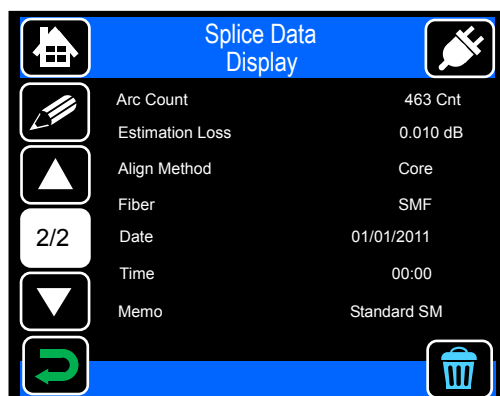 Splice Data
Display
Arc Count 463 Cnt
Estimation Loss 0.010 dB
Align Method Core
Fiber SMF
2/2
Date 01/01/2011
Time 00:00
Memo Standard SM